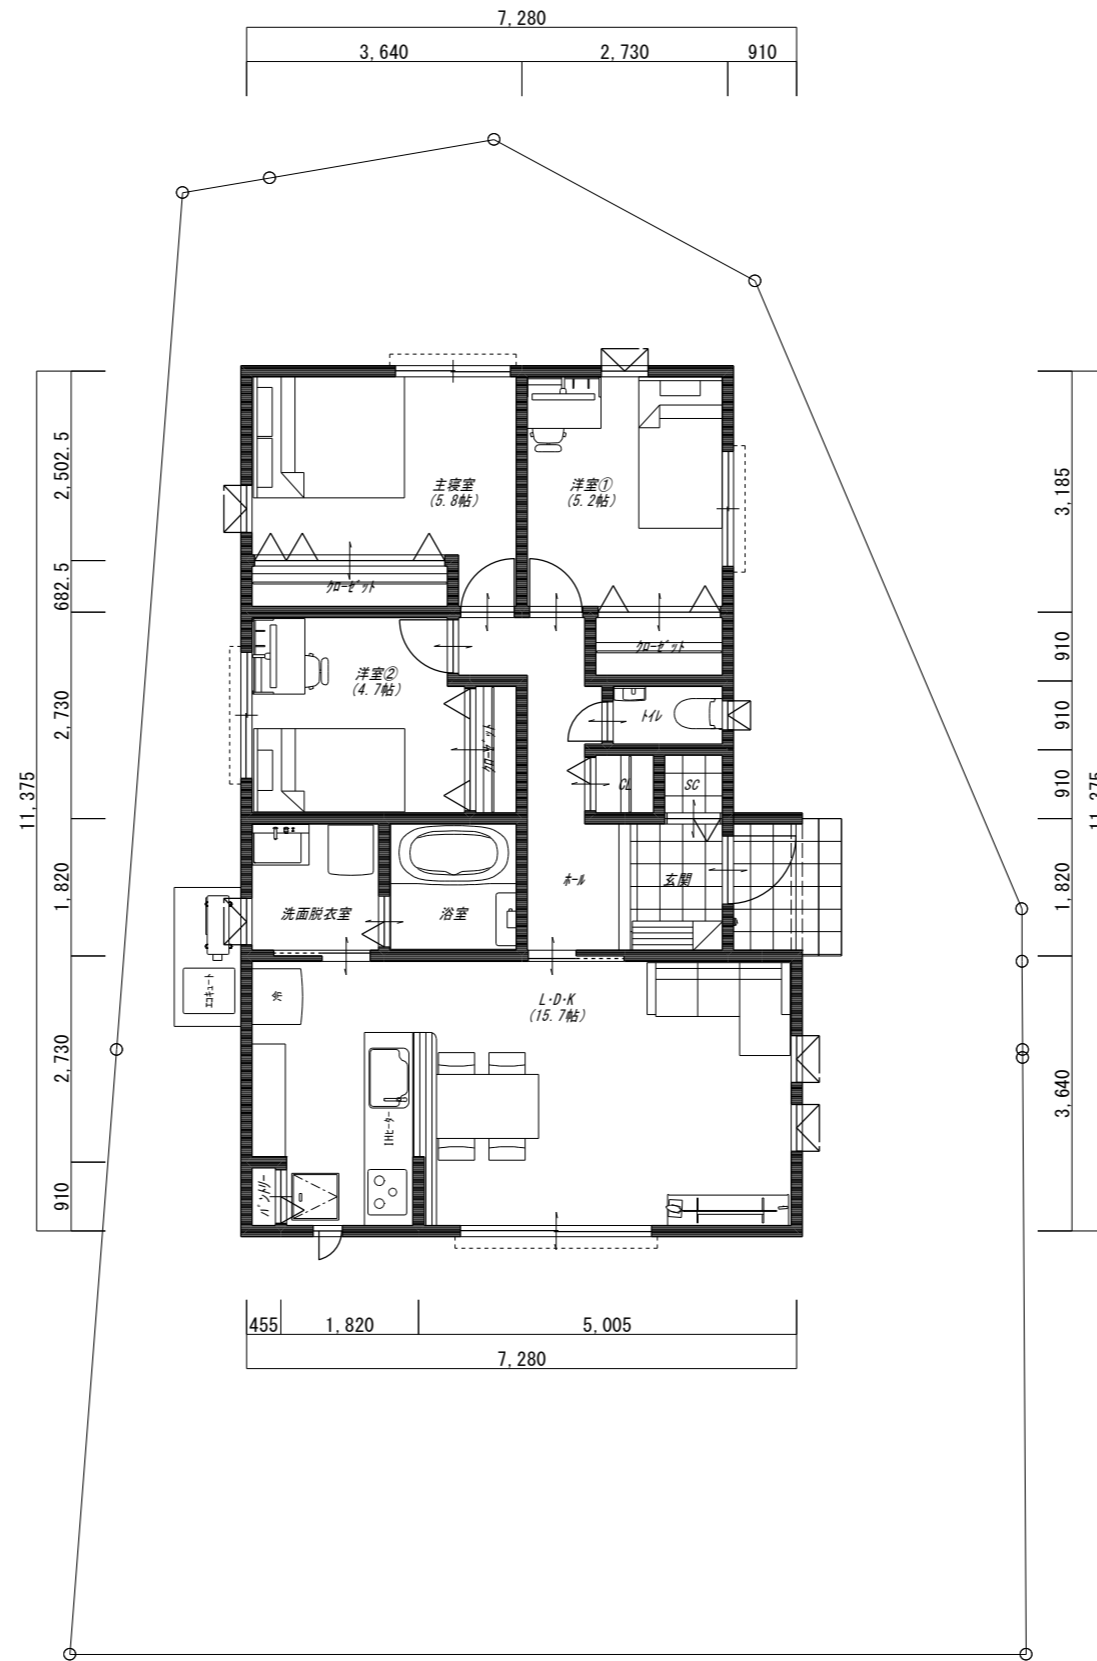 7,280
3,640
2,730
910
2,502.5
682.5
2,730
1,820
2,730
910
11,375
3,185
910
910
910
1,820
3,640
11,375
主寝室
(5.8帖)
洋室①
(5.2帖)
クローゼット
クローゼット
洋室②
(4.7帖)
クローゼット
トイレ
CL
SC
ホール
玄関
洗面脱衣室
浴室
エコキュート
冷
L・D・K
(15.7帖)
IHヒーター
パントリー
455
1,820
5,005
7,280